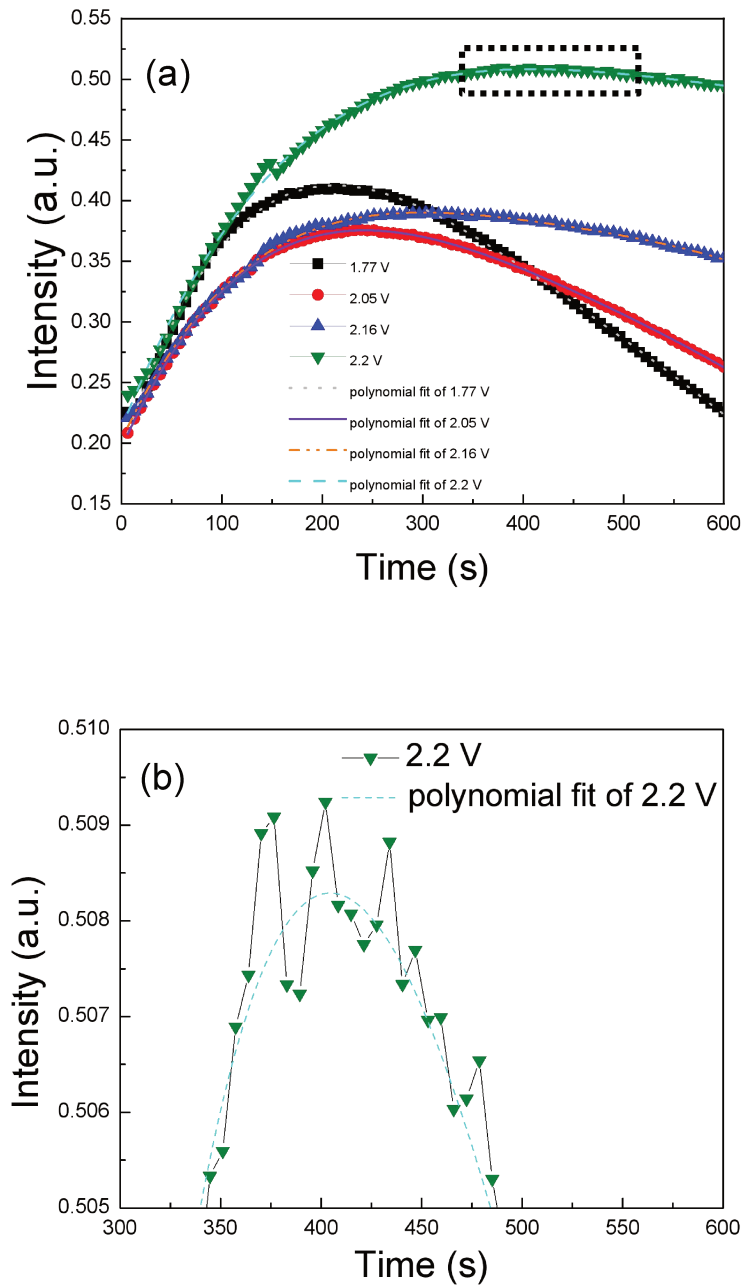 (a)
0.55
0.50
0.45
0.40
0.35
0.30
0.25
0.20
0.15
Intensity (a.u.)
1.77 V
2.05 V
2.16 V
2.2 V
polynomial fit of 1.77 V
polynomial fit of 2.05 V
polynomial fit of 2.16 V
polynomial fit of 2.2 V
0 100 200 300 400 500 600
Time (s)
(b)
0.510
0.509
0.508
0.507
0.506
0.505
Intensity (a.u.)
2.2 V
polynomial fit of 2.2 V
300 350 400 450 500 550 600
Time (s)